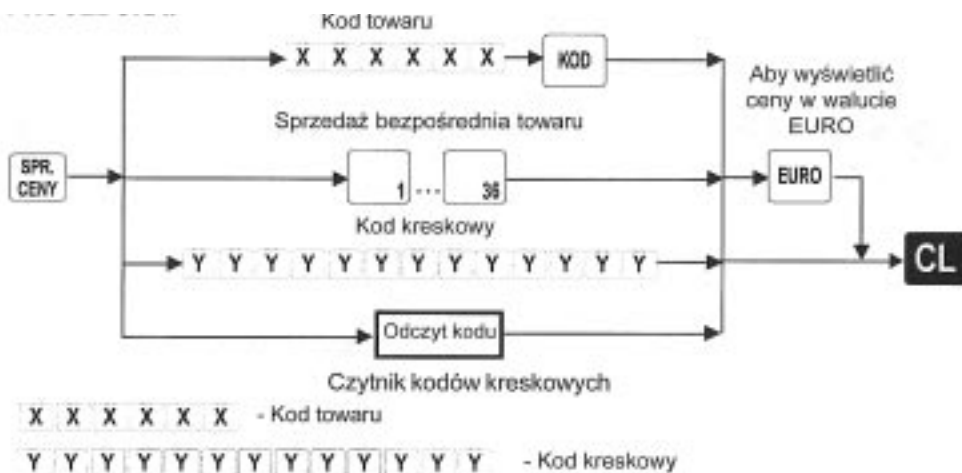 Kod towaru
X X X X X X KOD
Aby wyświetlić
ceny w walucie
EURO
Sprzedaż bezpośrednia towaru
SPR.
CENY
1 ... 36
EURO
Kod kreskowy
Y Y Y Y Y Y Y Y Y Y Y Y Y
CL
Odczyt kodu
Czytnik kodów kreskowych
X X X X X X - Kod towaru
Y Y Y Y Y Y Y Y Y Y Y Y Y - Kod kreskowy